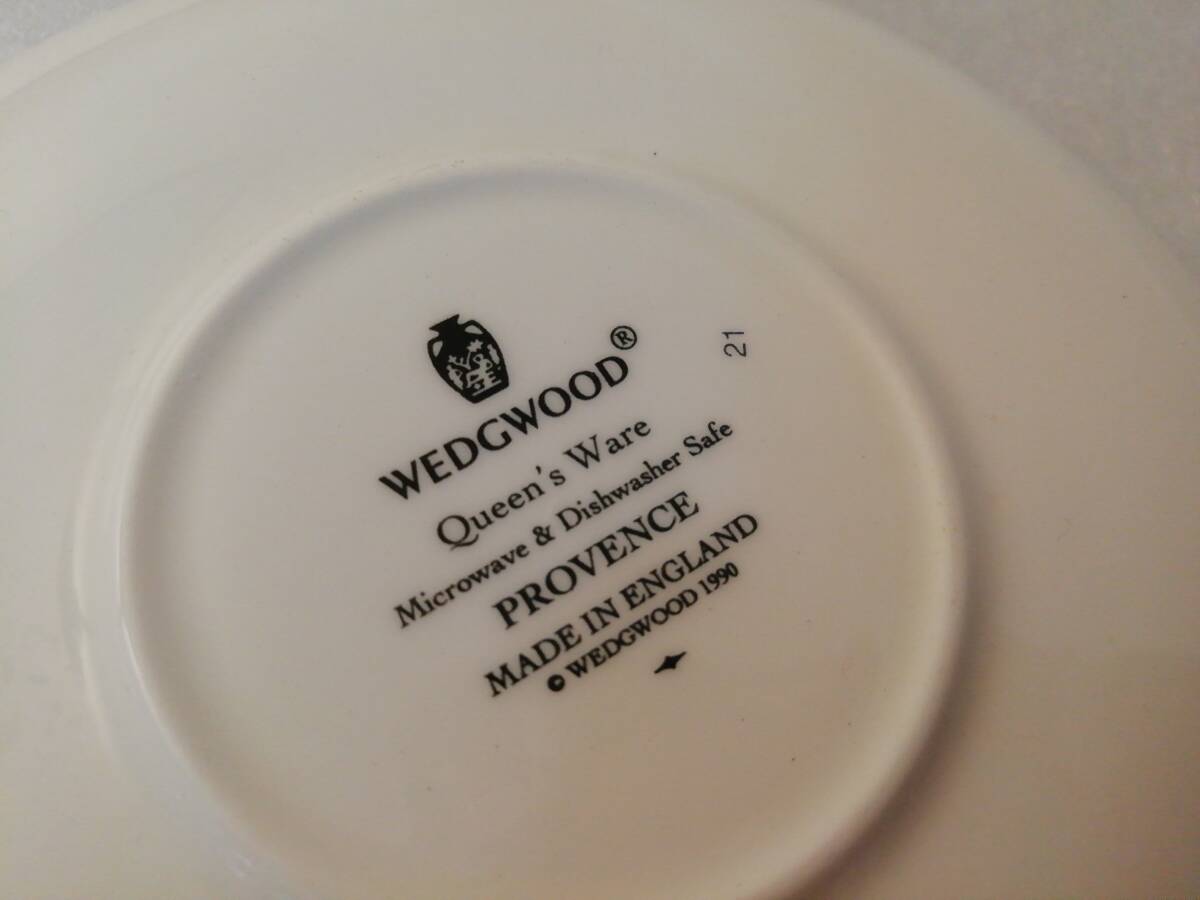 WEDGWOOD®
21
Queen's Ware
Microwave & Dishwasher Safe
PROVENCE
MADE IN ENGLAND
© WEDGWOOD 1990